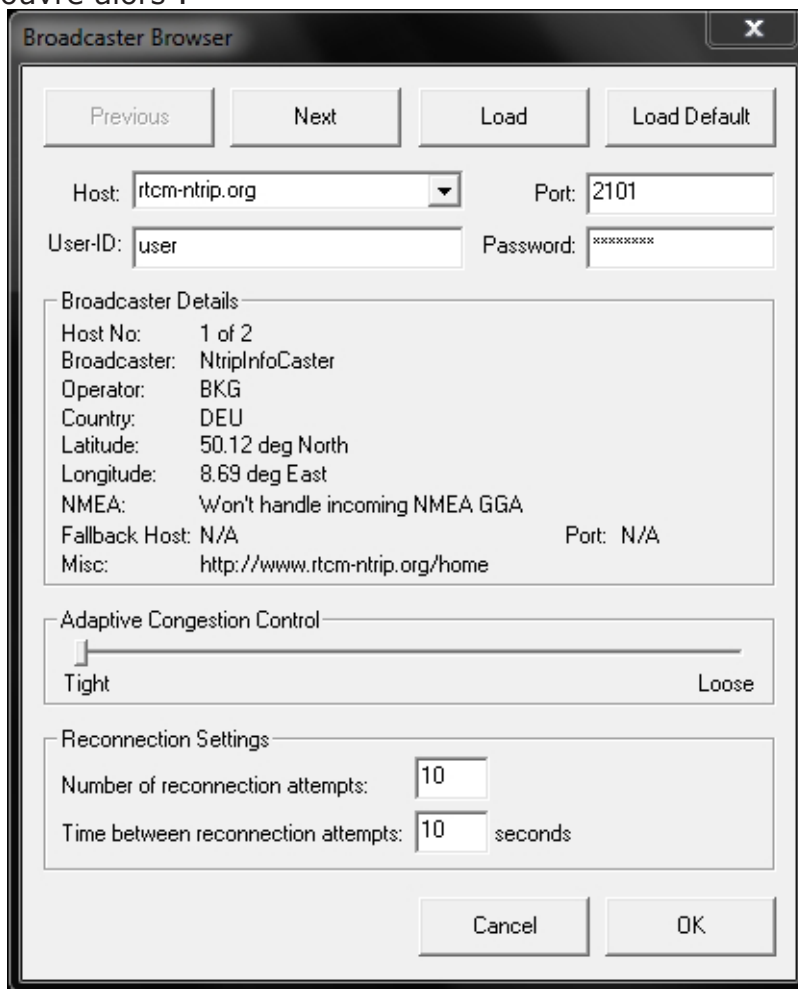 ouvre alors :
Broadcaster Browser x
Previous Next Load Load Default
Host: rtcm-ntrip.org Port: 2101
User-ID: user Password: ********
Broadcaster Details
Host No: 1 of 2
Broadcaster: NtripInfoCaster
Operator: BKG
Country: DEU
Latitude: 50.12 deg North
Longitude: 8.69 deg East
NMEA: Won't handle incoming NMEA GGA
Fallback Host: N/A Port: N/A
Misc: http://www.rtcm-ntrip.org/home
Adaptive Congestion Control
Tight Loose
Reconnection Settings
Number of reconnection attempts: 10
Time between reconnection attempts: 10 seconds
Cancel OK